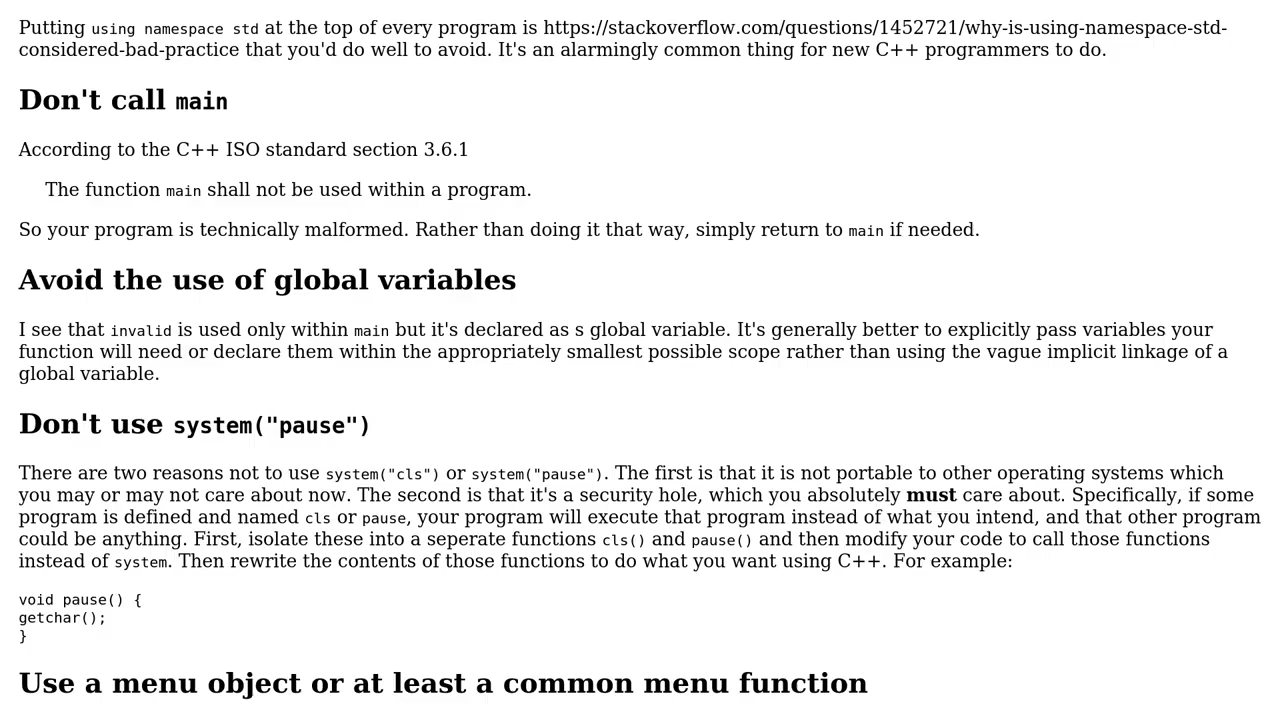 Putting using namespace std at the top of every program is https://stackoverflow.com/questions/1452721/why-is-using-namespace-std-
considered-bad-practice that you'd do well to avoid. It's an alarmingly common thing for new C++ programmers to do.
Don't call main
According to the C++ ISO standard section 3.6.1
The function main shall not be used within a program.
So your program is technically malformed. Rather than doing it that way, simply return to main if needed.
Avoid the use of global variables
I see that invalid is used only within main but it's declared as s global variable. It's generally better to explicitly pass variables your
function will need or declare them within the appropriately smallest possible scope rather than using the vague implicit linkage of a
global variable.
Don't use system("pause")
There are two reasons not to use system("cls") or system("pause"). The first is that it is not portable to other operating systems which
you may or may not care about now. The second is that it's a security hole, which you absolutely must care about. Specifically, if some
program is defined and named cls or pause, your program will execute that program instead of what you intend, and that other program
could be anything. First, isolate these into a seperate functions cls() and pause() and then modify your code to call those functions
instead of system. Then rewrite the contents of those functions to do what you want using C++. For example:
void pause() {
getchar();
}
Use a menu object or at least a common menu function